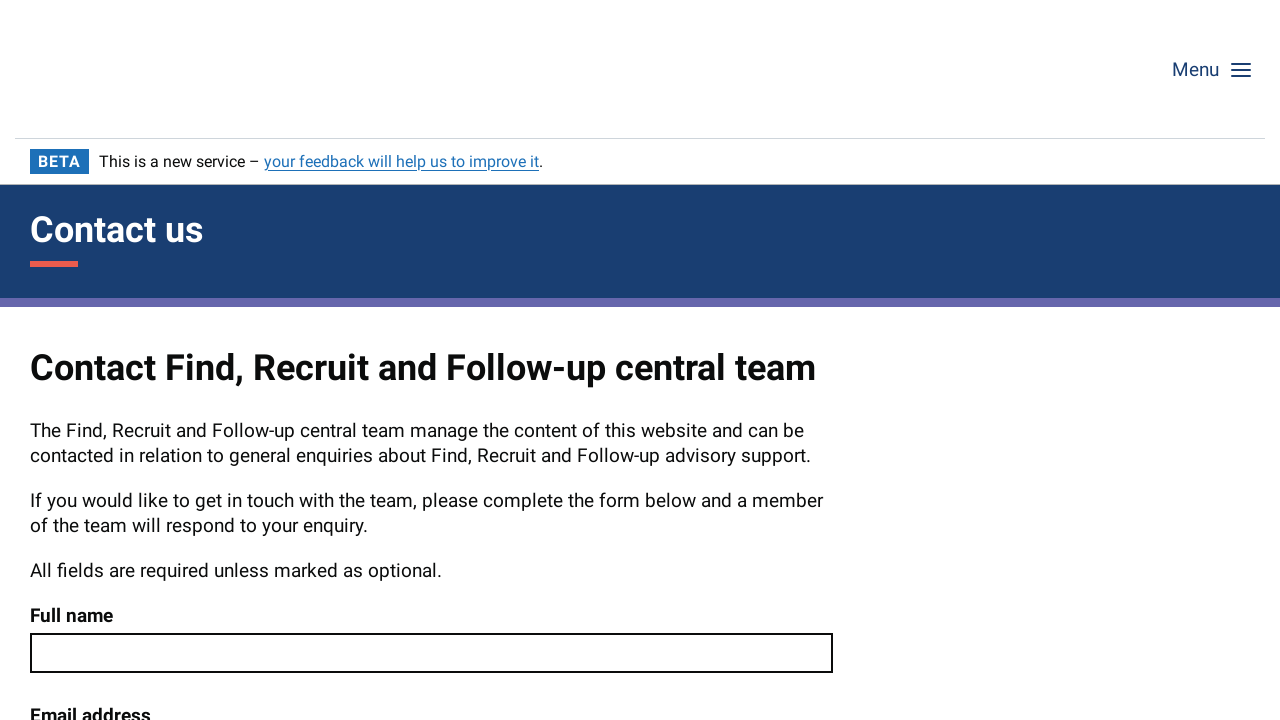 Menu
BETA This is a new service – your feedback will help us to improve it.
Contact us
Contact Find, Recruit and Follow-up central team
The Find, Recruit and Follow-up central team manage the content of this website and can be
contacted in relation to general enquiries about Find, Recruit and Follow-up advisory support.
If you would like to get in touch with the team, please complete the form below and a member
of the team will respond to your enquiry.
All fields are required unless marked as optional.
Full name
Email address